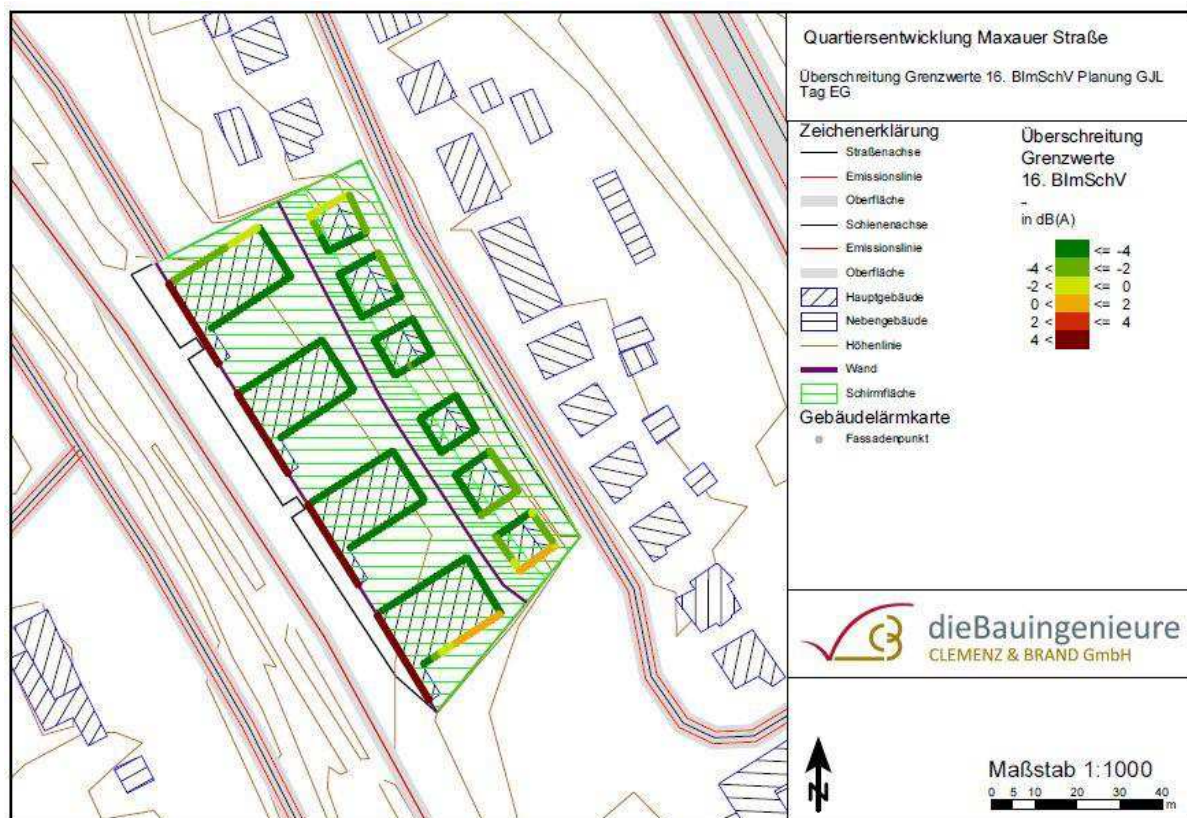 Quartiersentwicklung Maxauer Straße
Überschreitung Grenzwerte 16. BImSchV Planung GJL
Tag EG
Zeichenerklärung
Straßenachse
Emissionslinie
Oberfläche
Schienenachse
Emissionslinie
Oberfläche
Hauptgebäude
Nebengebäude
Höhenlinie
Wand
Schirmfläche
Gebäudelärmkarte
Fassadenpunkt
Überschreitung
Grenzwerte
16. BImSchV
-
in dB(A)
<= -4
-4 < <= -2
-2 < <= 0
0 < <= 2
2 < <= 4
4 <
dieBauingenieure
CLEMENZ & BRAND GmbH
N
Maßstab 1:1000
0 5 10 20 30 40
m